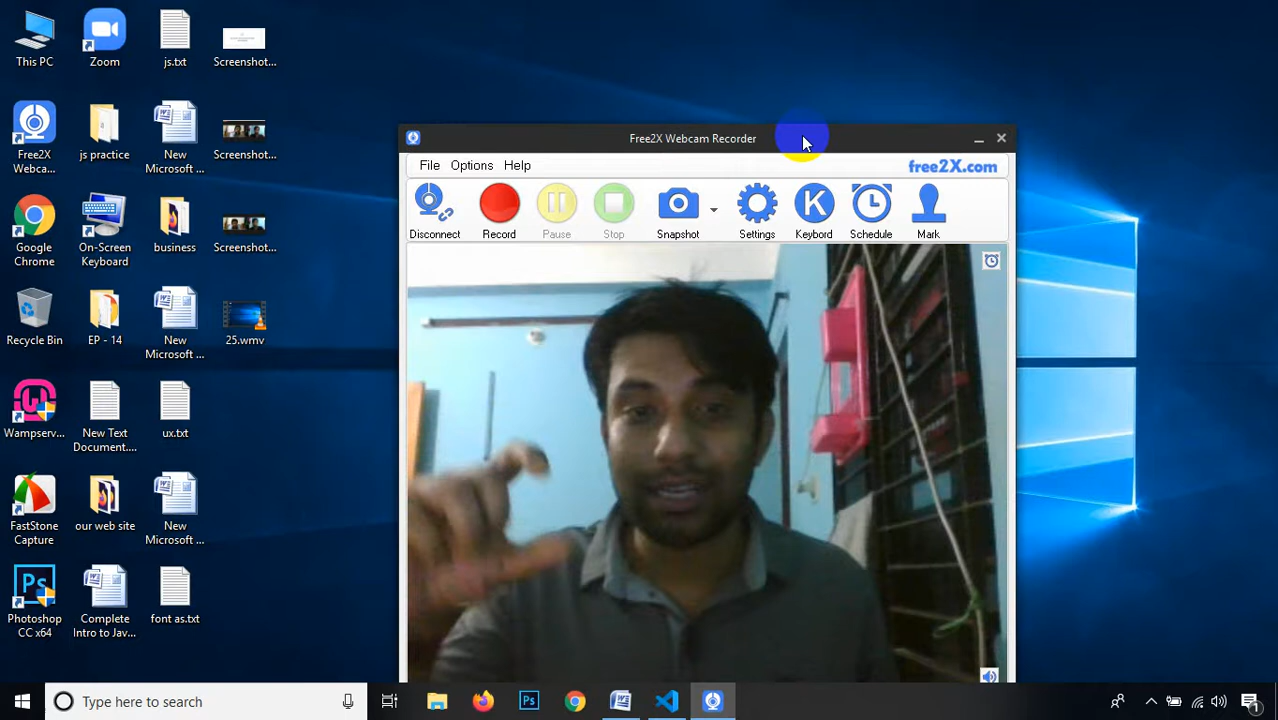 This PC
Zoom
js.txt
Screenshot...
Free2X
Webca...
js practice
New
Microsoft ...
Screenshot...
Google
Chrome
On-Screen
Keyboard
business
Screenshot...
Recycle Bin
EP - 14
New
Microsoft ...
25.wmv
Wampserv...
New Text
Document....
ux.txt
FastStone
Capture
our web site
New
Microsoft ...
Ps
Photoshop
CC x64
Complete
Intro to Jav...
font as.txt
Free2X Webcam Recorder
File Options Help
free2X.com
K
Disconnect Record Pause Stop Snapshot Settings Keybord Schedule Mark
Type here to search
Ps
1